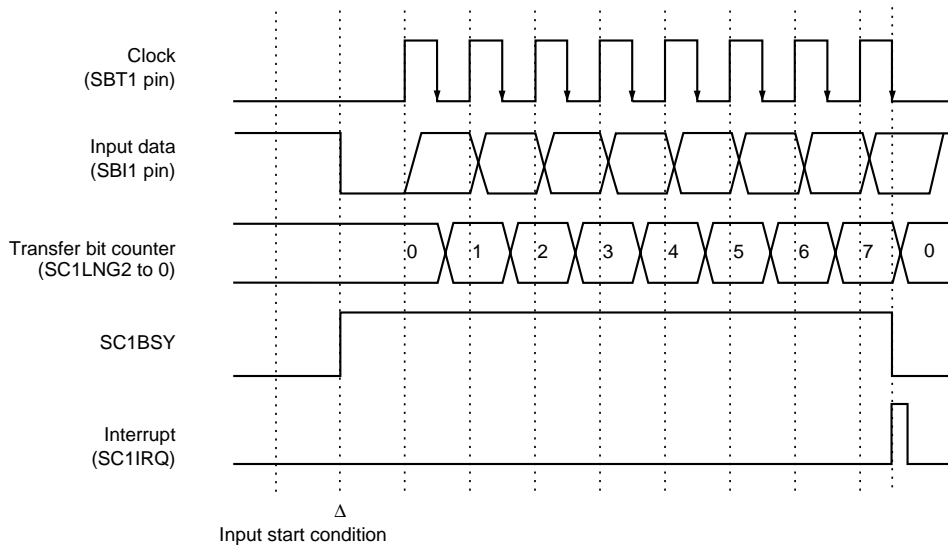 Clock
(SBT1 pin)
Input data
(SBI1 pin)
Transfer bit counter
(SC1LNG2 to 0)
0 1 2 3 4 5 6 7 0
SC1BSY
Interrupt
(SC1IRQ)
Δ
Input start condition